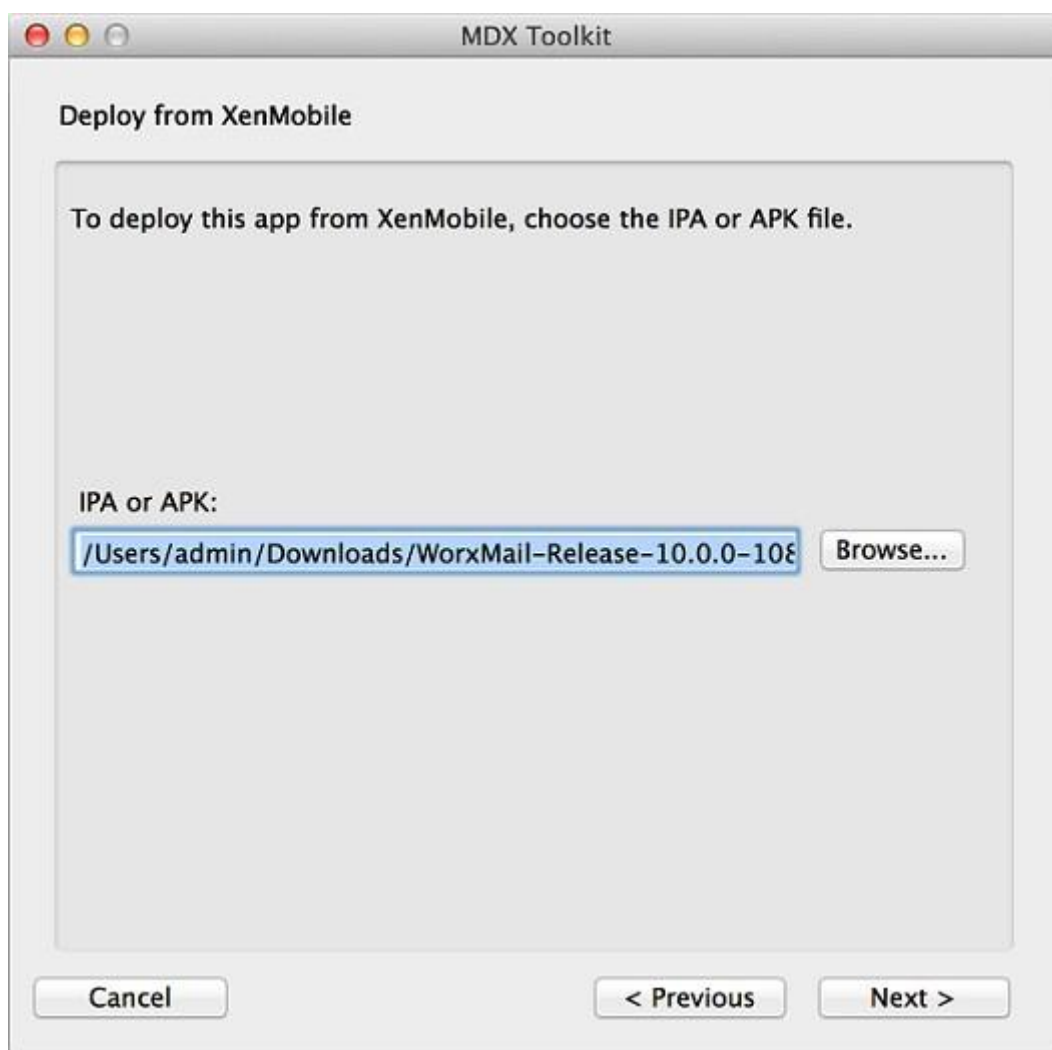 MDX Toolkit
Deploy from XenMobile
To deploy this app from XenMobile, choose the IPA or APK file.
IPA or APK:
/Users/admin/Downloads/WorxMail-Release-10.0.0-108
Browse...
Cancel
< Previous
Next >